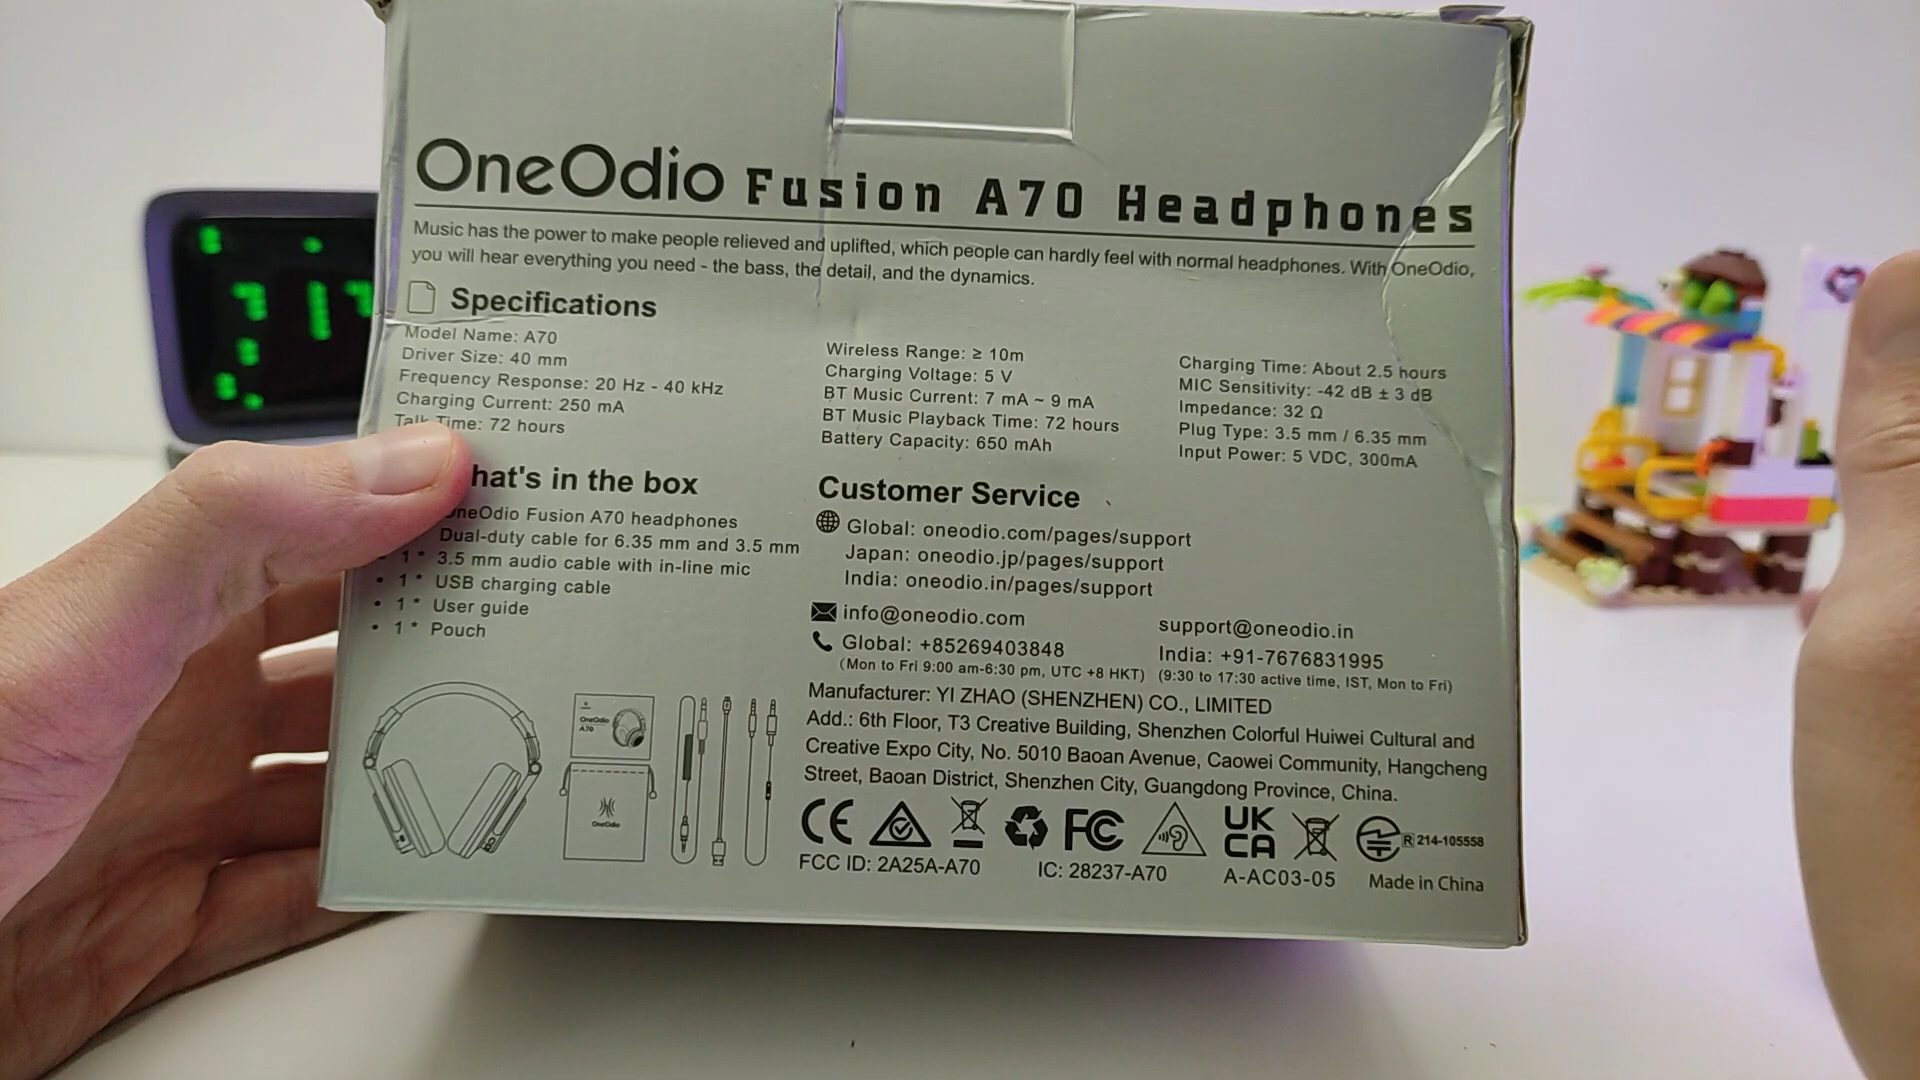 OneOdio Fusion A70 Headphones
Music has the power to make people relieved and uplifted, which people can hardly feel with normal headphones. With OneOdio,
you will hear everything you need - the bass, the detail, and the dynamics.
Specifications
Model Name: A70
Driver Size: 40 mm
Frequency Response: 20 Hz - 40 kHz
Charging Current: 250 mA
Talk Time: 72 hours
Wireless Range: ≥ 10m
Charging Voltage: 5 V
BT Music Current: 7 mA ~ 9 mA
BT Music Playback Time: 72 hours
Battery Capacity: 650 mAh
Charging Time: About 2.5 hours
MIC Sensitivity: -42 dB ± 3 dB
Impedance: 32 Ω
Plug Type: 3.5 mm / 6.35 mm
Input Power: 5 VDC, 300mA
hat's in the box
OneOdio Fusion A70 headphones
Dual-duty cable for 6.35 mm and 3.5 mm
• 1 * 3.5 mm audio cable with in-line mic
• 1 * USB charging cable
• 1 * User guide
• 1 * Pouch
OneOdio
A70
OneOdio
Customer Service
Global: oneodio.com/pages/support
Japan: oneodio.jp/pages/support
India: oneodio.in/pages/support
info@oneodio.com
support@oneodio.in
Global: +85269403848
India: +91-7676831995
(Mon to Fri 9:00 am-6:30 pm, UTC +8 HKT)
(9:30 to 17:30 active time, IST, Mon to Fri)
Manufacturer: YI ZHAO (SHENZHEN) CO., LIMITED
Add.: 6th Floor, T3 Creative Building, Shenzhen Colorful Huiwei Cultural and
Creative Expo City, No. 5010 Baoan Avenue, Caowei Community, Hangcheng
Street, Baoan District, Shenzhen City, Guangdong Province, China.
CE
FC
UK
CA
R 214-105558
FCC ID: 2A25A-A70
IC: 28237-A70
A-AC03-05
Made in China